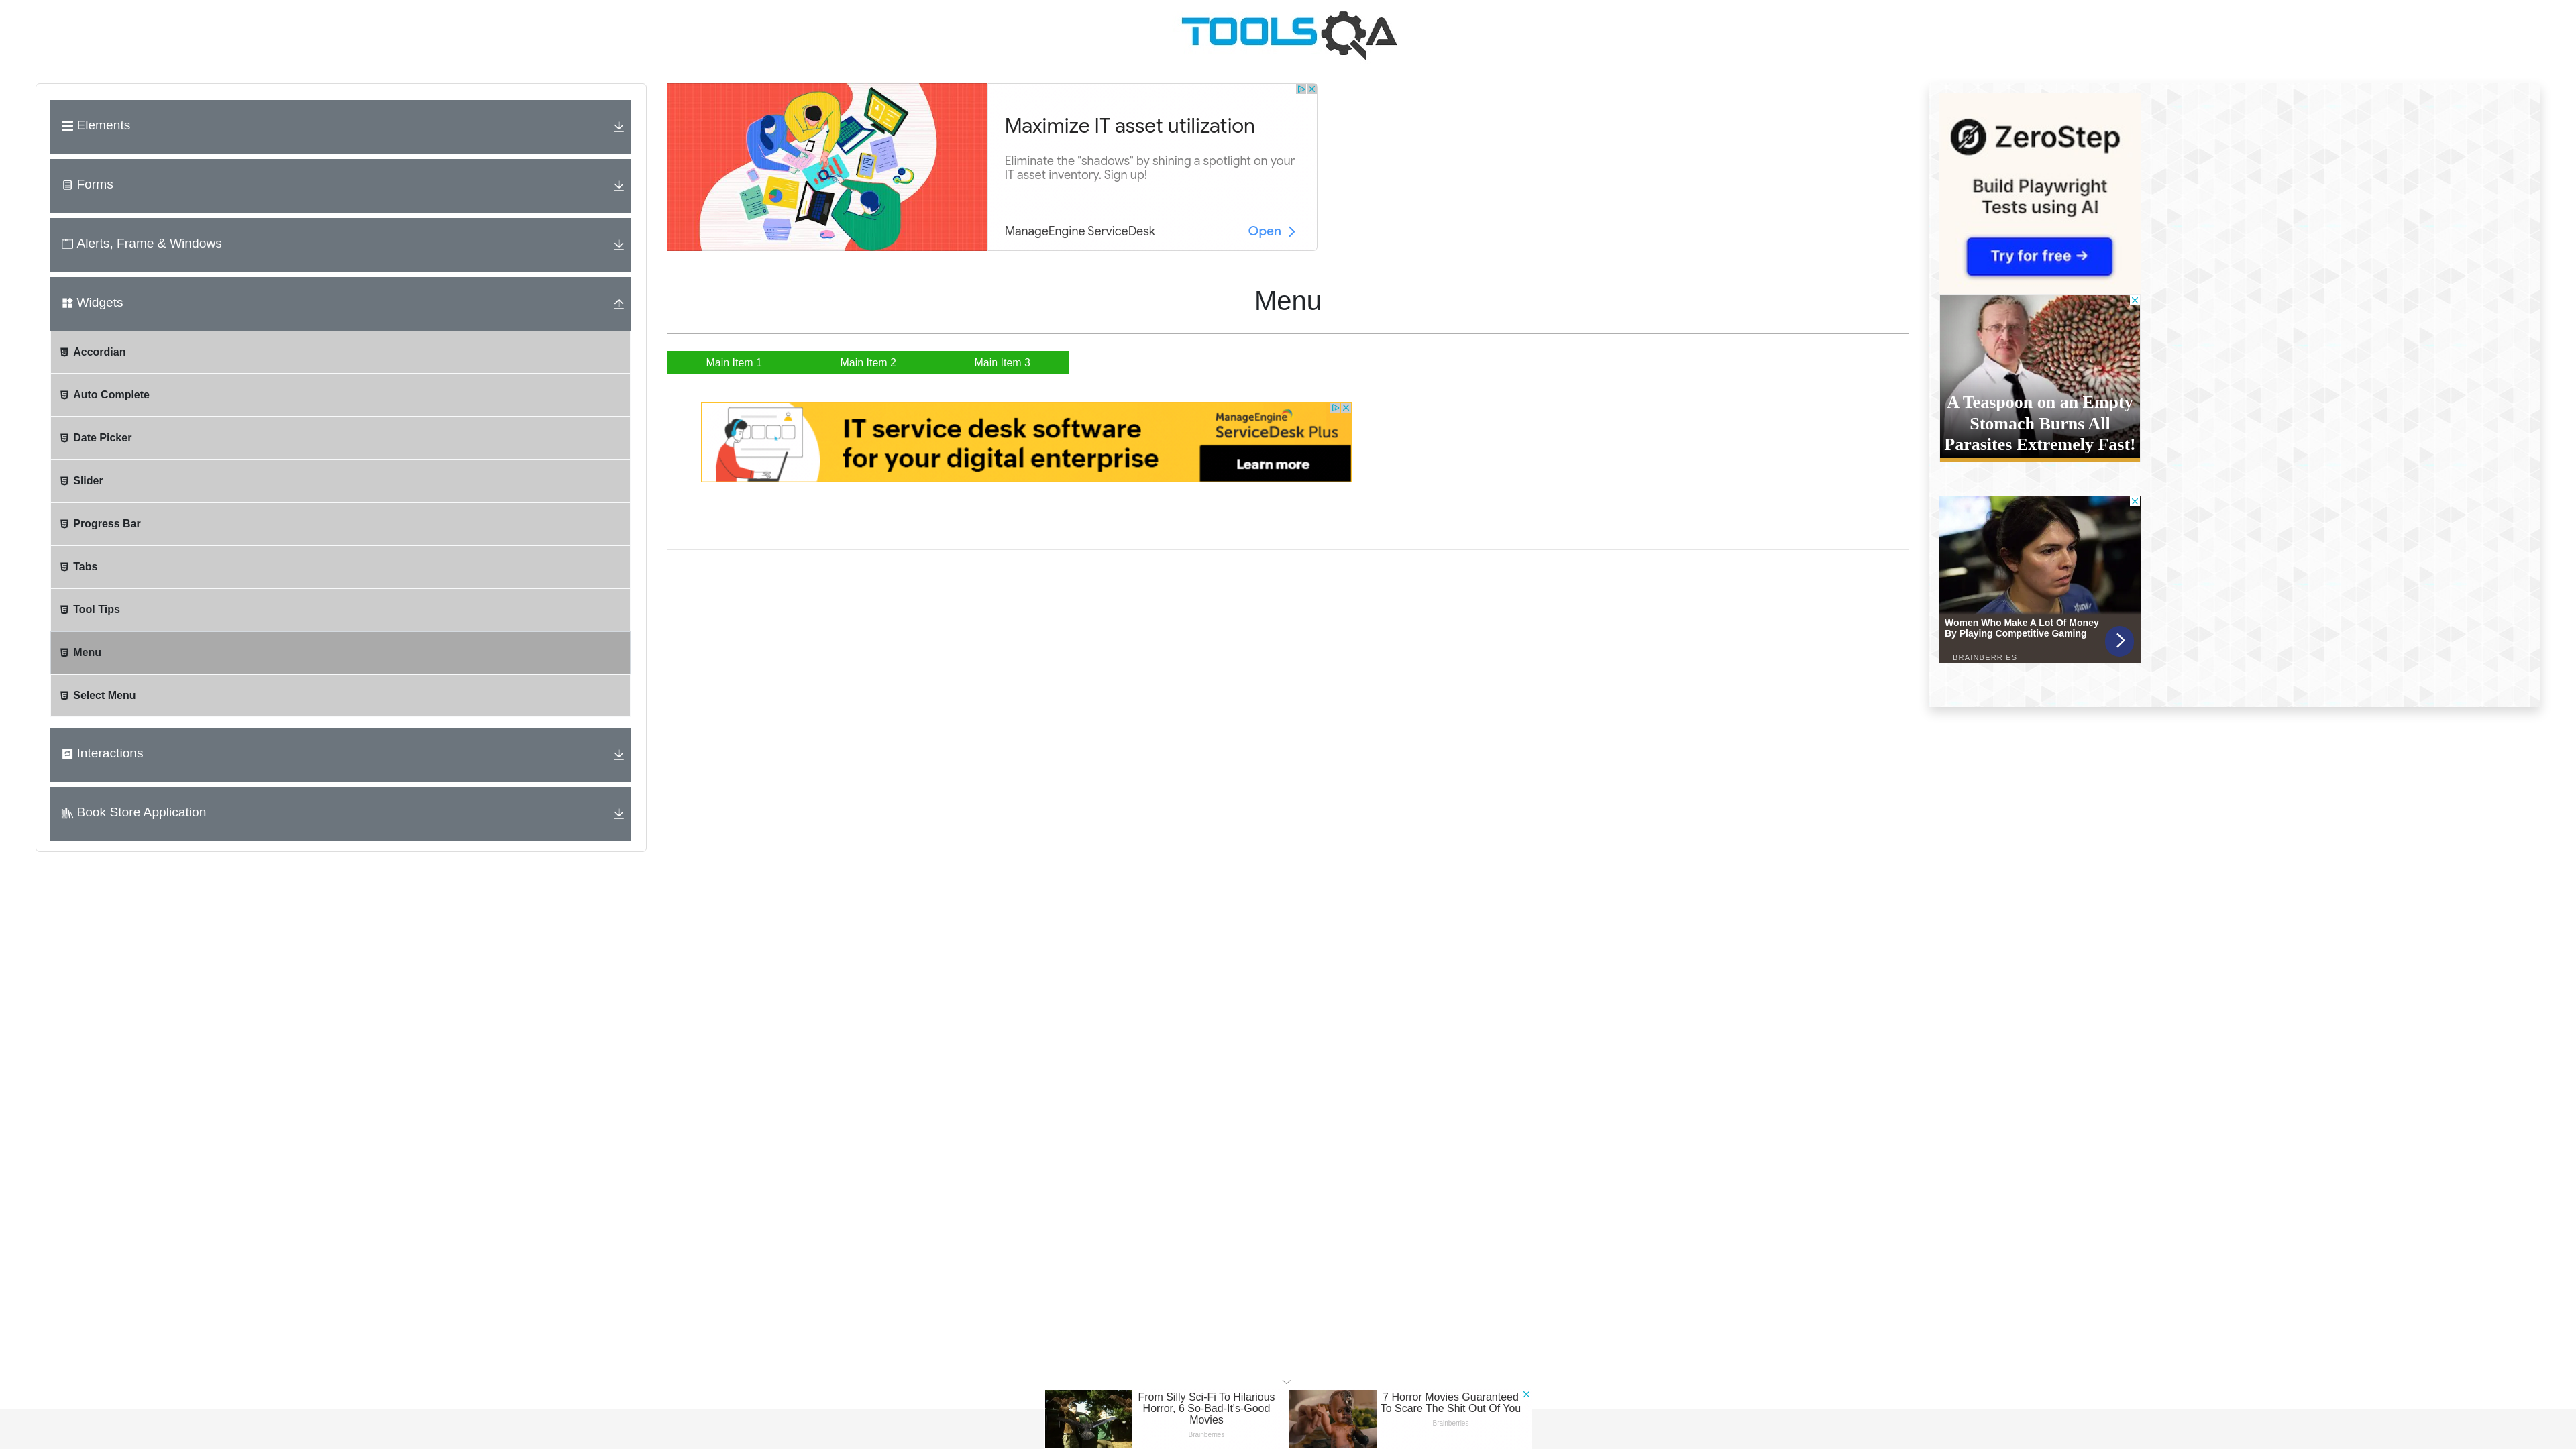 TOOLSQA
Elements
Forms
Alerts, Frame & Windows
Widgets
Accordian
Auto Complete
Date Picker
Slider
Progress Bar
Tabs
Tool Tips
Menu
Select Menu
Interactions
Book Store Application
Maximize IT asset utilization
Eliminate the "shadows" by shining a spotlight on your
IT asset inventory. Sign up!
ManageEngine ServiceDesk
Open
Menu
Main Item 1
Main Item 2
Main Item 3
IT service desk software
for your digital enterprise
ManageEngine
ServiceDesk Plus
Learn more
ZeroStep
Build Playwright
Tests using AI
Try for free →
A Teaspoon on an Empty
Stomach Burns All
Parasites Extremely Fast!
Women Who Make A Lot Of Money
By Playing Competitive Gaming
BRAINBERRIES
From Silly Sci-Fi To Hilarious
Horror, 6 So-Bad-It's-Good
Movies
Brainberries
7 Horror Movies Guaranteed
To Scare The Shit Out Of You
Brainberries